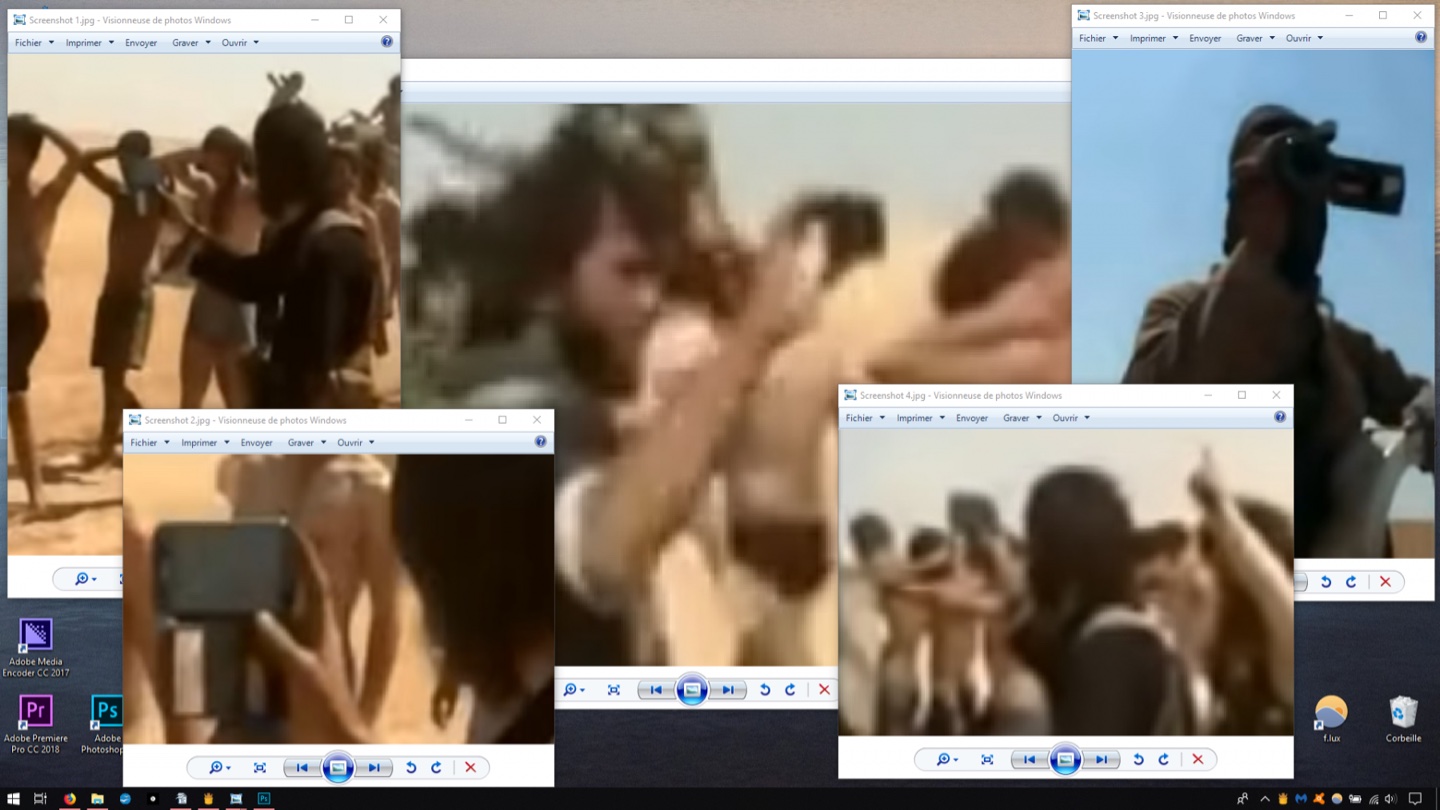 Screenshot 1.jpg - Visionneuse de photos Windows
Fichier Imprimer Envoyer Graver Ouvrir
Screenshot 3.jpg - Visionneuse de photos Windows
Fichier Imprimer Envoyer Graver Ouvrir
Screenshot 2.jpg - Visionneuse de photos Windows
Fichier Imprimer Envoyer Graver Ouvrir
Screenshot 4.jpg - Visionneuse de photos Windows
Fichier Imprimer Envoyer Graver Ouvrir
Adobe Media
Encoder CC 2017
Pr
Adobe Premiere
Pro CC 2018
Ps
Adobe
Photoshop
f.lux
Corbeille
Ps